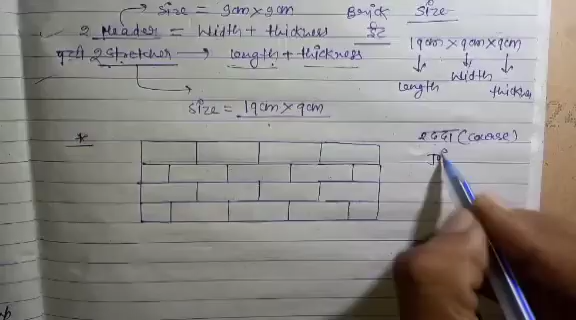 size = 9cm × 9cm
2 Header = width + thickness
2 Stretcher → length + thickness
size = 19cm × 9cm
Brick size
19cm × 9cm × 9cm
length width thickness
*
रद्दा (course)